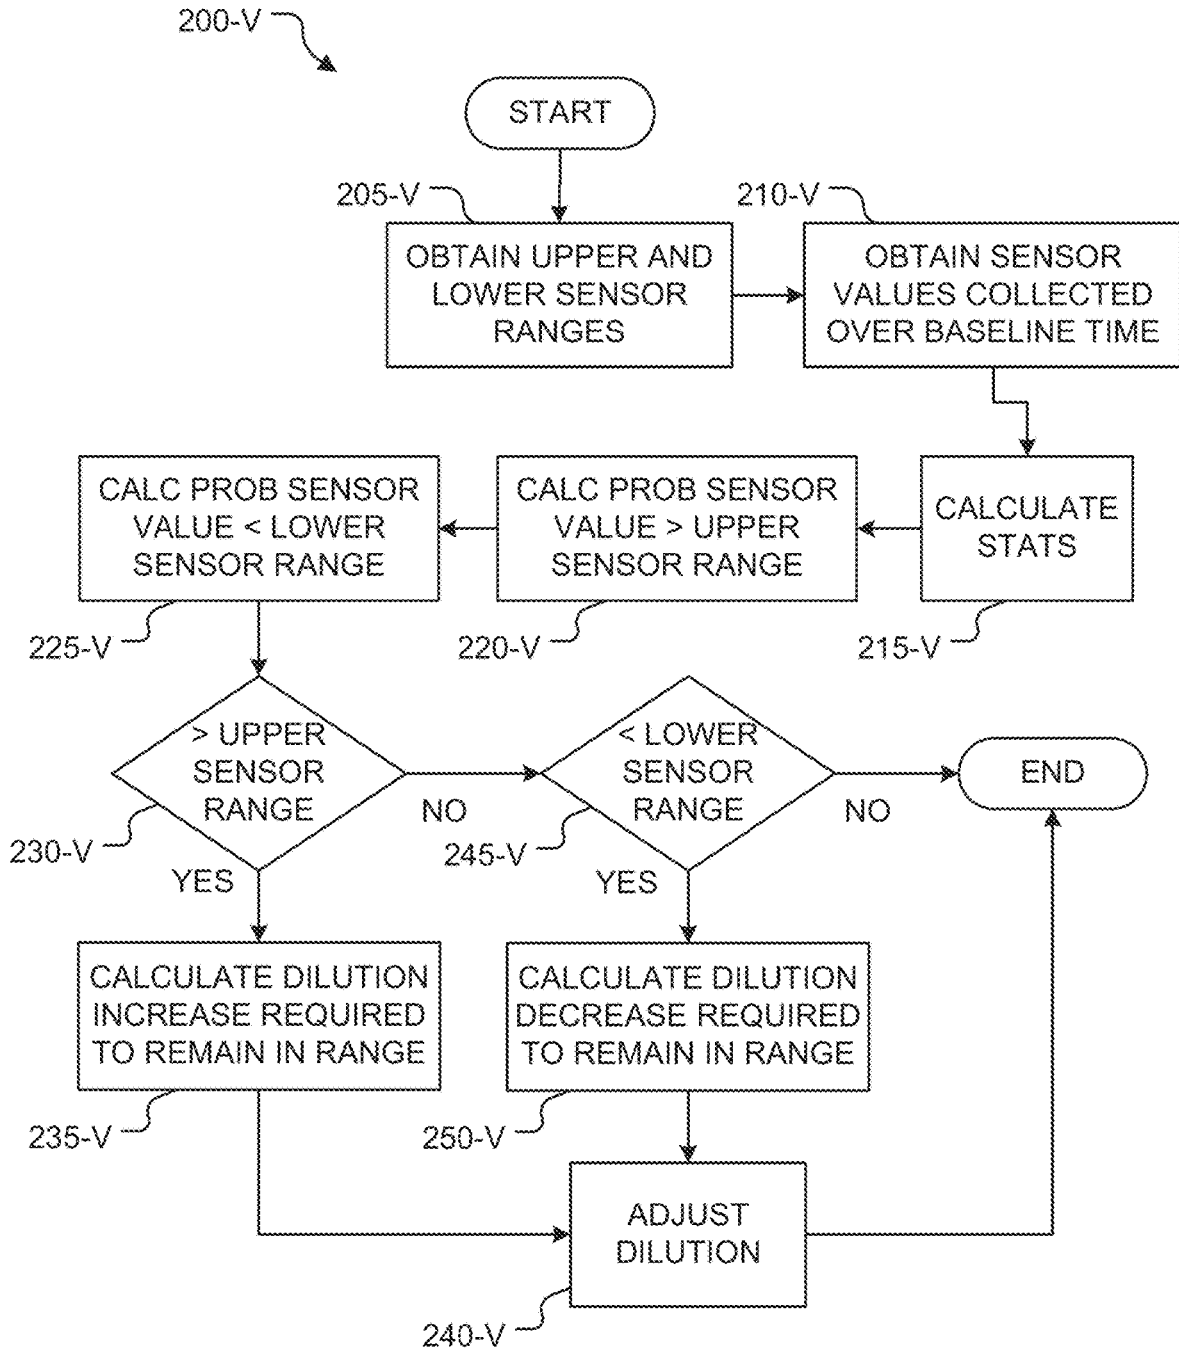 200-V
START
205-V
210-V
OBTAIN UPPER AND
LOWER SENSOR
RANGES
OBTAIN SENSOR
VALUES COLLECTED
OVER BASELINE TIME
CALC PROB SENSOR
VALUE < LOWER
SENSOR RANGE
CALC PROB SENSOR
VALUE > UPPER
SENSOR RANGE
CALCULATE
STATS
225-V
220-V
215-V
> UPPER
SENSOR
RANGE
NO
< LOWER
SENSOR
RANGE
NO
END
230-V
245-V
YES
YES
CALCULATE DILUTION
INCREASE REQUIRED
TO REMAIN IN RANGE
CALCULATE DILUTION
DECREASE REQUIRED
TO REMAIN IN RANGE
235-V
250-V
ADJUST
DILUTION
240-V